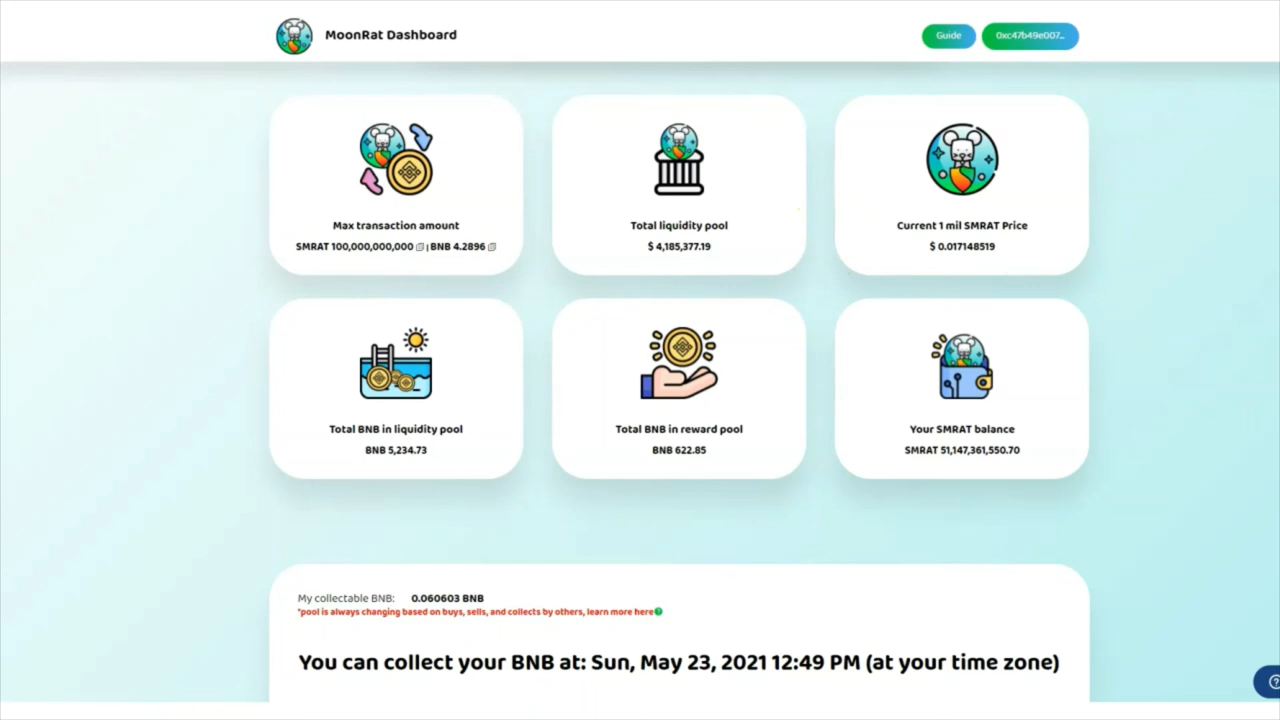 MoonRat Dashboard
Guide
0xc47b49e007...
Max transaction amount
SMRAT 100,000,000,000 | BNB 4.2896
Total liquidity pool
$ 4,185,377.19
Current 1 mil SMRAT Price
$ 0.017148519
Total BNB in liquidity pool
BNB 5,234.73
Total BNB in reward pool
BNB 622.85
Your SMRAT balance
SMRAT 51,147,361,550.70
My collectable BNB: 0.060603 BNB
*pool is always changing based on buys, sells, and collects by others, learn more here
You can collect your BNB at: Sun, May 23, 2021 12:49 PM (at your time zone)